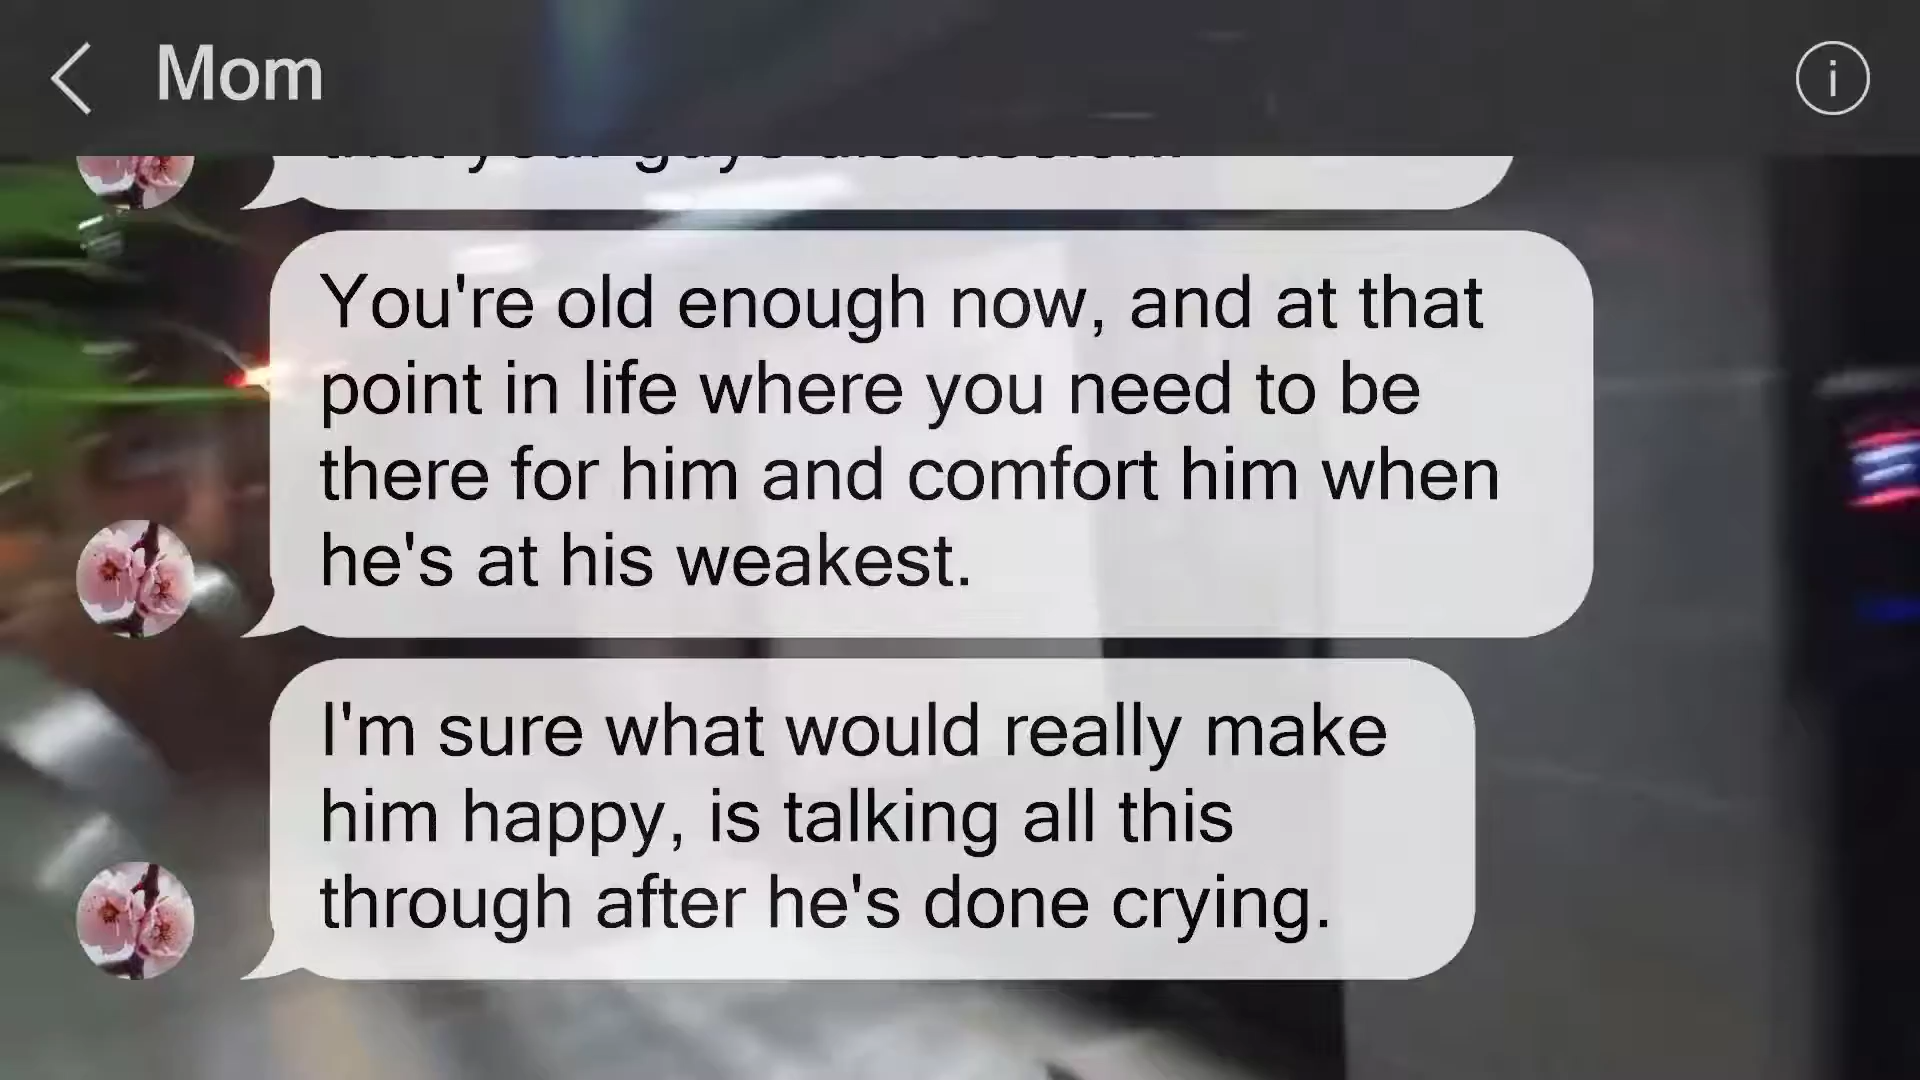 Mom
You're old enough now, and at that
point in life where you need to be
there for him and comfort him when
he's at his weakest.
I'm sure what would really make
him happy, is talking all this
through after he's done crying.